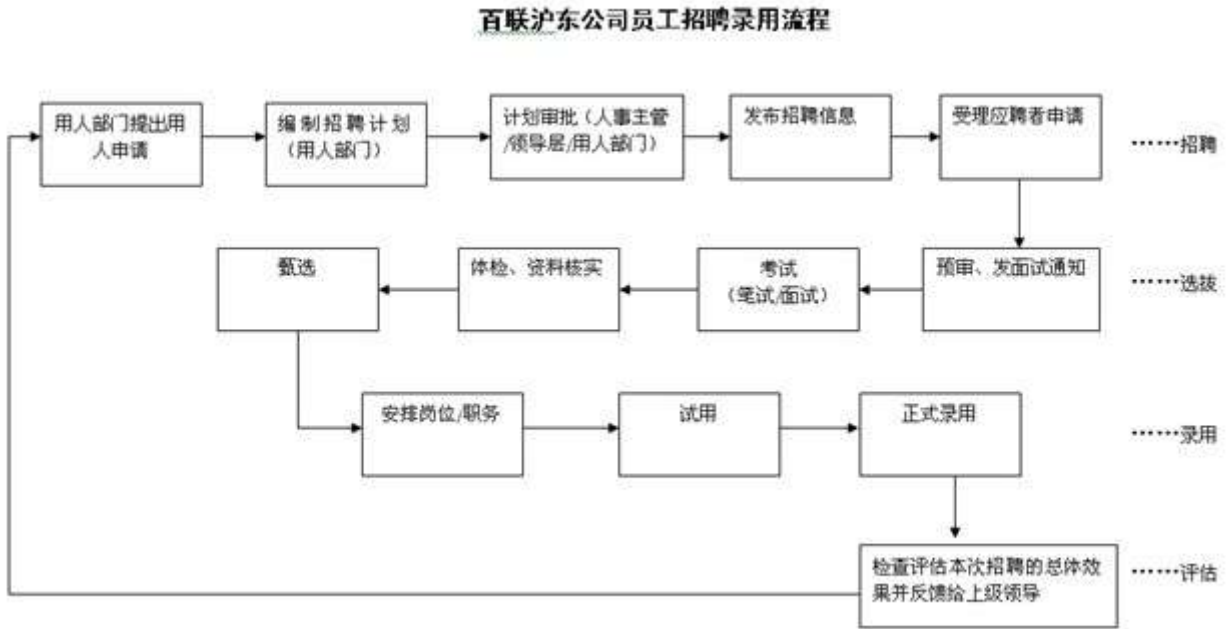 百联沪东公司员工招聘录用流程
用人部门提出用
人申请
编制招聘计划
（用人部门）
计划审批（人事主管
/领导层/用人部门）
发布招聘信息
受理应聘者申请
……招聘
甄选
体检、资料核实
考试
（笔试/面试）
预审、发面试通知
……选拨
安排岗位/职务
试用
正式录用
……录用
检查评估本次招聘的总体效
果并反馈给上级领导
……评估